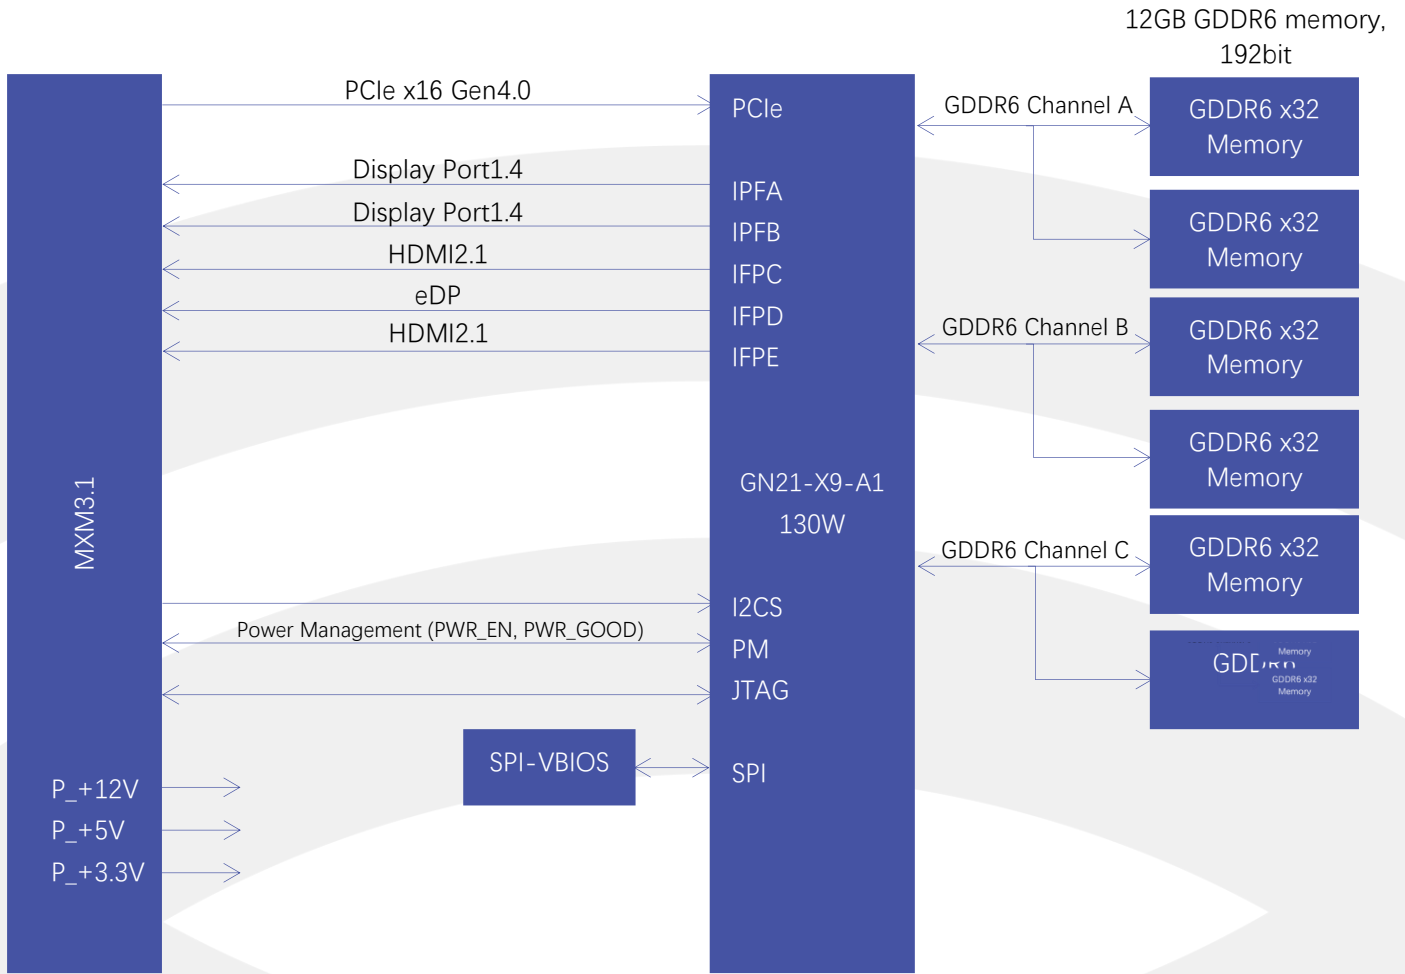 12GB GDDR6 memory,
192bit
MXM3.1
PCIe x16 Gen4.0
Display Port1.4
Display Port1.4
HDMI2.1
eDP
HDMI2.1
Power Management (PWR_EN, PWR_GOOD)
P_+12V
P_+5V
P_+3.3V
SPI-VBIOS
PCIe
IPFA
IPFB
IFPC
IFPD
IFPE
GN21-X9-A1
130W
I2CS
PM
JTAG
SPI
GDDR6 Channel A
GDDR6 Channel B
GDDR6 Channel C
GDDR6 x32
Memory
GDDR6 x32
Memory
GDDR6 x32
Memory
GDDR6 x32
Memory
GDDR6 x32
Memory
Memory
GDDR6 x32
Memory